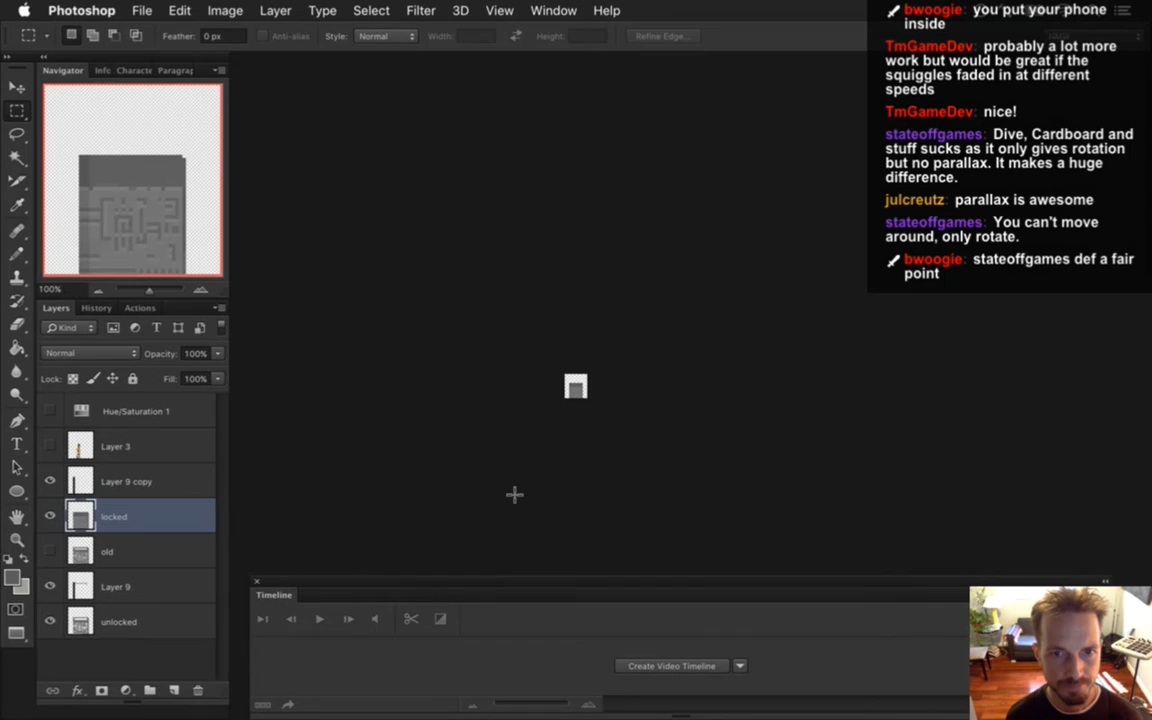 Photoshop File Edit Image Layer Type Select Filter 3D View Window Help
Feather: 0 px Anti-alias Style: Normal Width: Height: Refine Edge...
Navigator Info Characte Paragrap
100%
Layers History Actions
Kind
Normal Opacity: 100%
Lock: Fill: 100%
Hue/Saturation 1
Layer 3
Layer 9 copy
locked
old
Layer 9
unlocked
Timeline
Create Video Timeline
bwoogie: you put your phone
inside
TmGameDev: probably a lot more
work but would be great if the
squiggles faded in at different
speeds
TmGameDev: nice!
stateoffgames: Dive, Cardboard and
stuff sucks as it only gives rotation
but no parallax. It makes a huge
difference.
julcreutz: parallax is awesome
stateoffgames: You can't move
around, only rotate.
bwoogie: stateoffgames def a fair
point